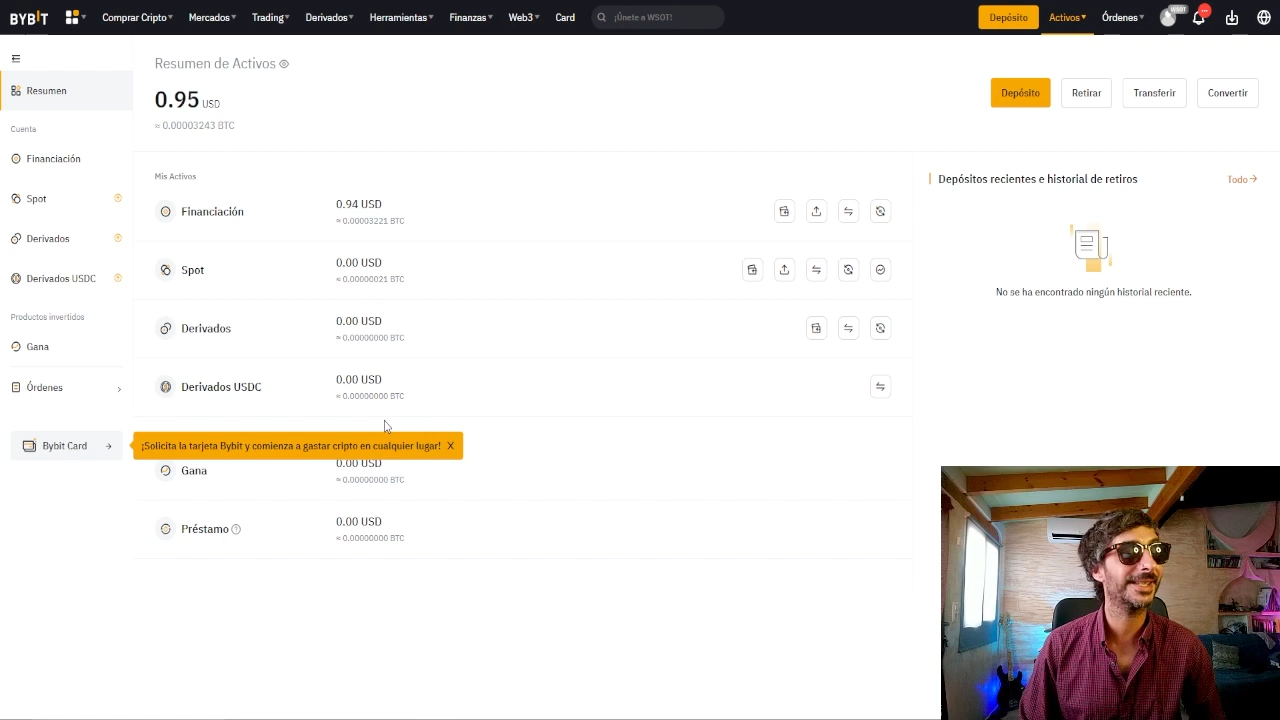 BYBIT
Comprar Cripto
Mercados
Trading
Derivados
Herramientas
Finanzas
Web3
Card
¡Únete a WSOT!
Depósito
Activos
Órdenes
WSOT
Resumen
Cuenta
Financiación
Spot
Derivados
Derivados USDC
Productos invertidos
Gana
Órdenes
Bybit Card
Resumen de Activos
0.95 USD
≈ 0.00003243 BTC
Depósito
Retirar
Transferir
Convertir
Mis Activos
Financiación
0.94 USD
≈ 0.00003221 BTC
Spot
0.00 USD
≈ 0.00000021 BTC
Derivados
0.00 USD
≈ 0.00000000 BTC
Derivados USDC
0.00 USD
≈ 0.00000000 BTC
¡Solicita la tarjeta Bybit y comienza a gastar cripto en cualquier lugar! X
Gana
0.00 USD
≈ 0.00000000 BTC
Préstamo
0.00 USD
≈ 0.00000000 BTC
Depósitos recientes e historial de retiros
Todo
No se ha encontrado ningún historial reciente.